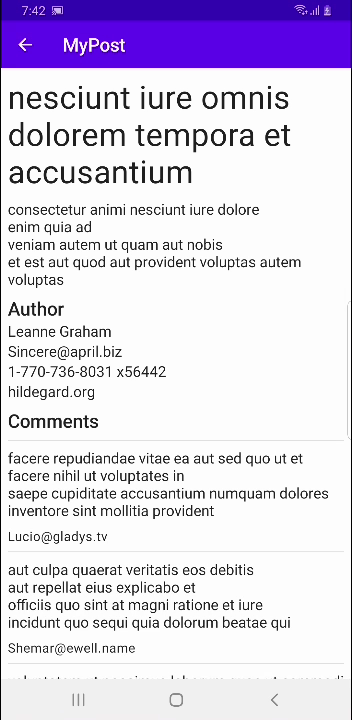 7:42
MyPost
nesciunt iure omnis
dolorem tempora et
accusantium
consectetur animi nesciunt iure dolore
enim quia ad
veniam autem ut quam aut nobis
et est aut quod aut provident voluptas autem
voluptas
Author
Leanne Graham
Sincere@april.biz
1-770-736-8031 x56442
hildegard.org
Comments
facere repudiandae vitae ea aut sed quo ut et
facere nihil ut voluptates in
saepe cupiditate accusantium numquam dolores
inventore sint mollitia provident
Lucio@gladys.tv
aut culpa quaerat veritatis eos debitis
aut repellat eius explicabo et
officiis quo sint at magni ratione et iure
incidunt quo sequi quia dolorum beatae qui
Shemar@ewell.name